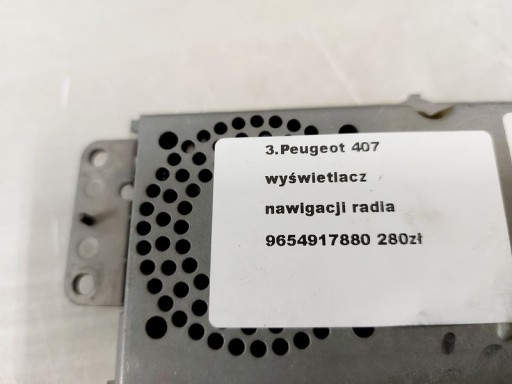 3.Peugeot 407
wyświetlacz
nawigacji radia
9654917880 280zł